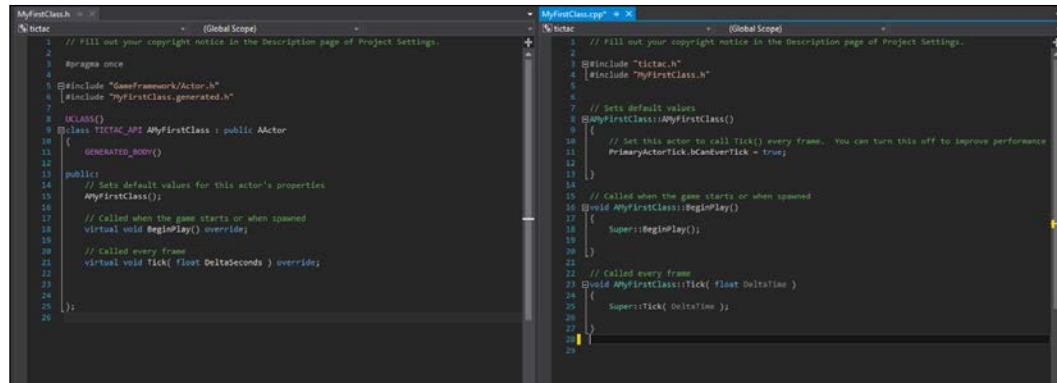 MyFirstClass.h
tictac (Global Scope)
1 // Fill out your copyright notice in the Description page of Project Settings.
2
3 #pragma once
4
5 #include "GameFramework/Actor.h"
6 #include "MyFirstClass.generated.h"
7
8 UCLASS()
9 class TICTAC_API AMyFirstClass : public AActor
10 {
11 GENERATED_BODY()
12
13 public:
14 // Sets default values for this actor's properties
15 AMyFirstClass();
16
17 // Called when the game starts or when spawned
18 virtual void BeginPlay() override;
19
20 // Called every frame
21 virtual void Tick( float DeltaSeconds ) override;
22
23
24
25 };
26
MyFirstClass.cpp*
tictac (Global Scope)
1 // Fill out your copyright notice in the Description page of Project Settings.
2
3 #include "tictac.h"
4 #include "MyFirstClass.h"
5
6
7 // Sets default values
8 AMyFirstClass::AMyFirstClass()
9 {
10 // Set this actor to call Tick() every frame. You can turn this off to improve performance
11 PrimaryActorTick.bCanEverTick = true;
12
13 }
14
15 // Called when the game starts or when spawned
16 void AMyFirstClass::BeginPlay()
17 {
18 Super::BeginPlay();
19
20 }
21
22 // Called every frame
23 void AMyFirstClass::Tick( float DeltaTime )
24 {
25 Super::Tick( DeltaTime );
26
27 }
28
29